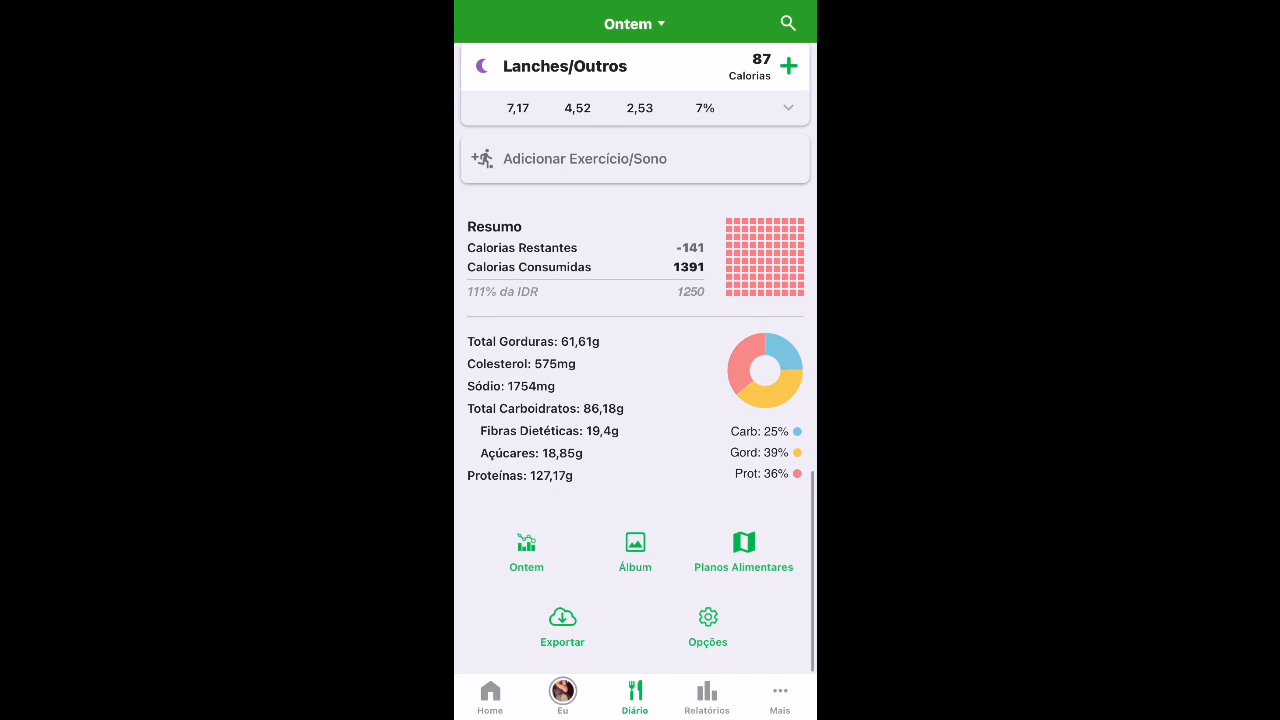 Ontem
Lanches/Outros
87
Calorias
7,17 4,52 2,53 7%
Adicionar Exercício/Sono
Resumo
Calorias Restantes -141
Calorias Consumidas 1391
111% da IDR 1250
Total Gorduras: 61,61g
Colesterol: 575mg
Sódio: 1754mg
Total Carboidratos: 86,18g
Fibras Dietéticas: 19,4g
Açúcares: 18,85g
Proteínas: 127,17g
Carb: 25%
Gord: 39%
Prot: 36%
Ontem Álbum Planos Alimentares
Exportar Opções
Home Eu Diário Relatórios Mais